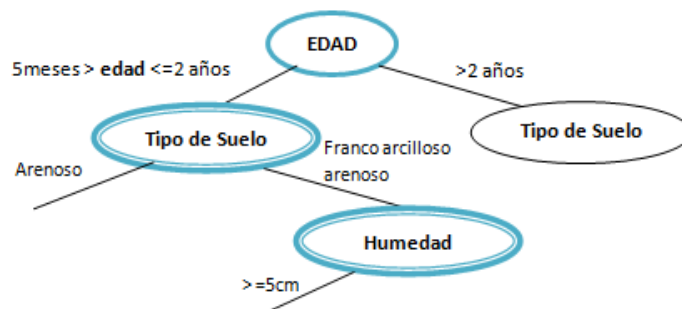 EDAD
5meses > edad <=2 años
>2 años
Tipo de Suelo
Tipo de Suelo
Arenoso
Franco arcilloso
arenoso
Humedad
>=5cm